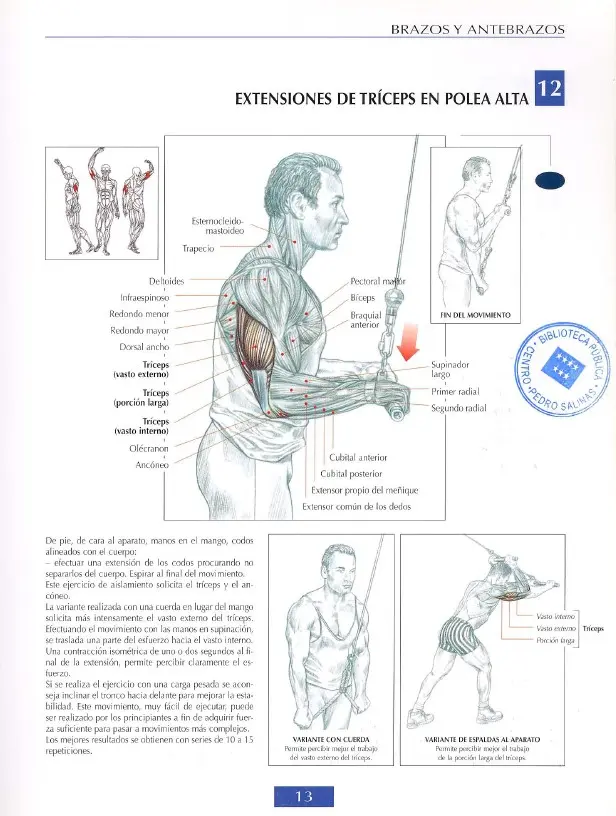 BRAZOS Y ANTEBRAZOS
EXTENSIONES DE TRÍCEPS EN POLEA ALTA
12
Esternocleido-
mastoideo
Trapecio
Deltoides
Infraespinoso
Redondo menor
Redondo mayor
Dorsal ancho
Tríceps
(vasto externo)
Tríceps
(porción larga)
Tríceps
(vasto interno)
Olécranon
Ancóneo
Pectoral mayor
Bíceps
Braquial
anterior
FIN DEL MOVIMIENTO
Supinador
largo
Primer radial
Segundo radial
Cubital anterior
Cubital posterior
Extensor propio del meñique
Extensor común de los dedos
BIBLIOTECA PÚBLICA
CENTRO
PEDRO SALINAS
De pie, de cara al aparato, manos en el mango, codos
alineados con el cuerpo:
– efectuar una extensión de los codos procurando no
separarlos del cuerpo. Espirar al final del movimiento.
Este ejercicio de aislamiento solicita el tríceps y el an-
cóneo.
La variante realizada con una cuerda en lugar del mango
solicita más intensamente el vasto externo del tríceps.
Efectuando el movimiento con las manos en supinación,
se traslada una parte del esfuerzo hacia el vasto interno.
Una contracción isométrica de uno o dos segundos al fi-
nal de la extensión, permite percibir claramente el es-
fuerzo.
Si se realiza el ejercicio con una carga pesada se acon-
seja inclinar el tronco hacia delante para mejorar la esta-
bilidad. Este movimiento, muy fácil de ejecutar, puede
ser realizado por los principiantes a fin de adquirir fuer-
za suficiente para pasar a movimientos más complejos.
Los mejores resultados se obtienen con series de 10 a 15
repeticiones.
VARIANTE CON CUERDA
Permite percibir mejor el trabajo
del vasto externo del tríceps.
Vasto interno
Vasto externo
Porción larga
Tríceps
VARIANTE DE ESPALDAS AL APARATO
Permite percibir mejor el trabajo
de la porción larga del tríceps.
13